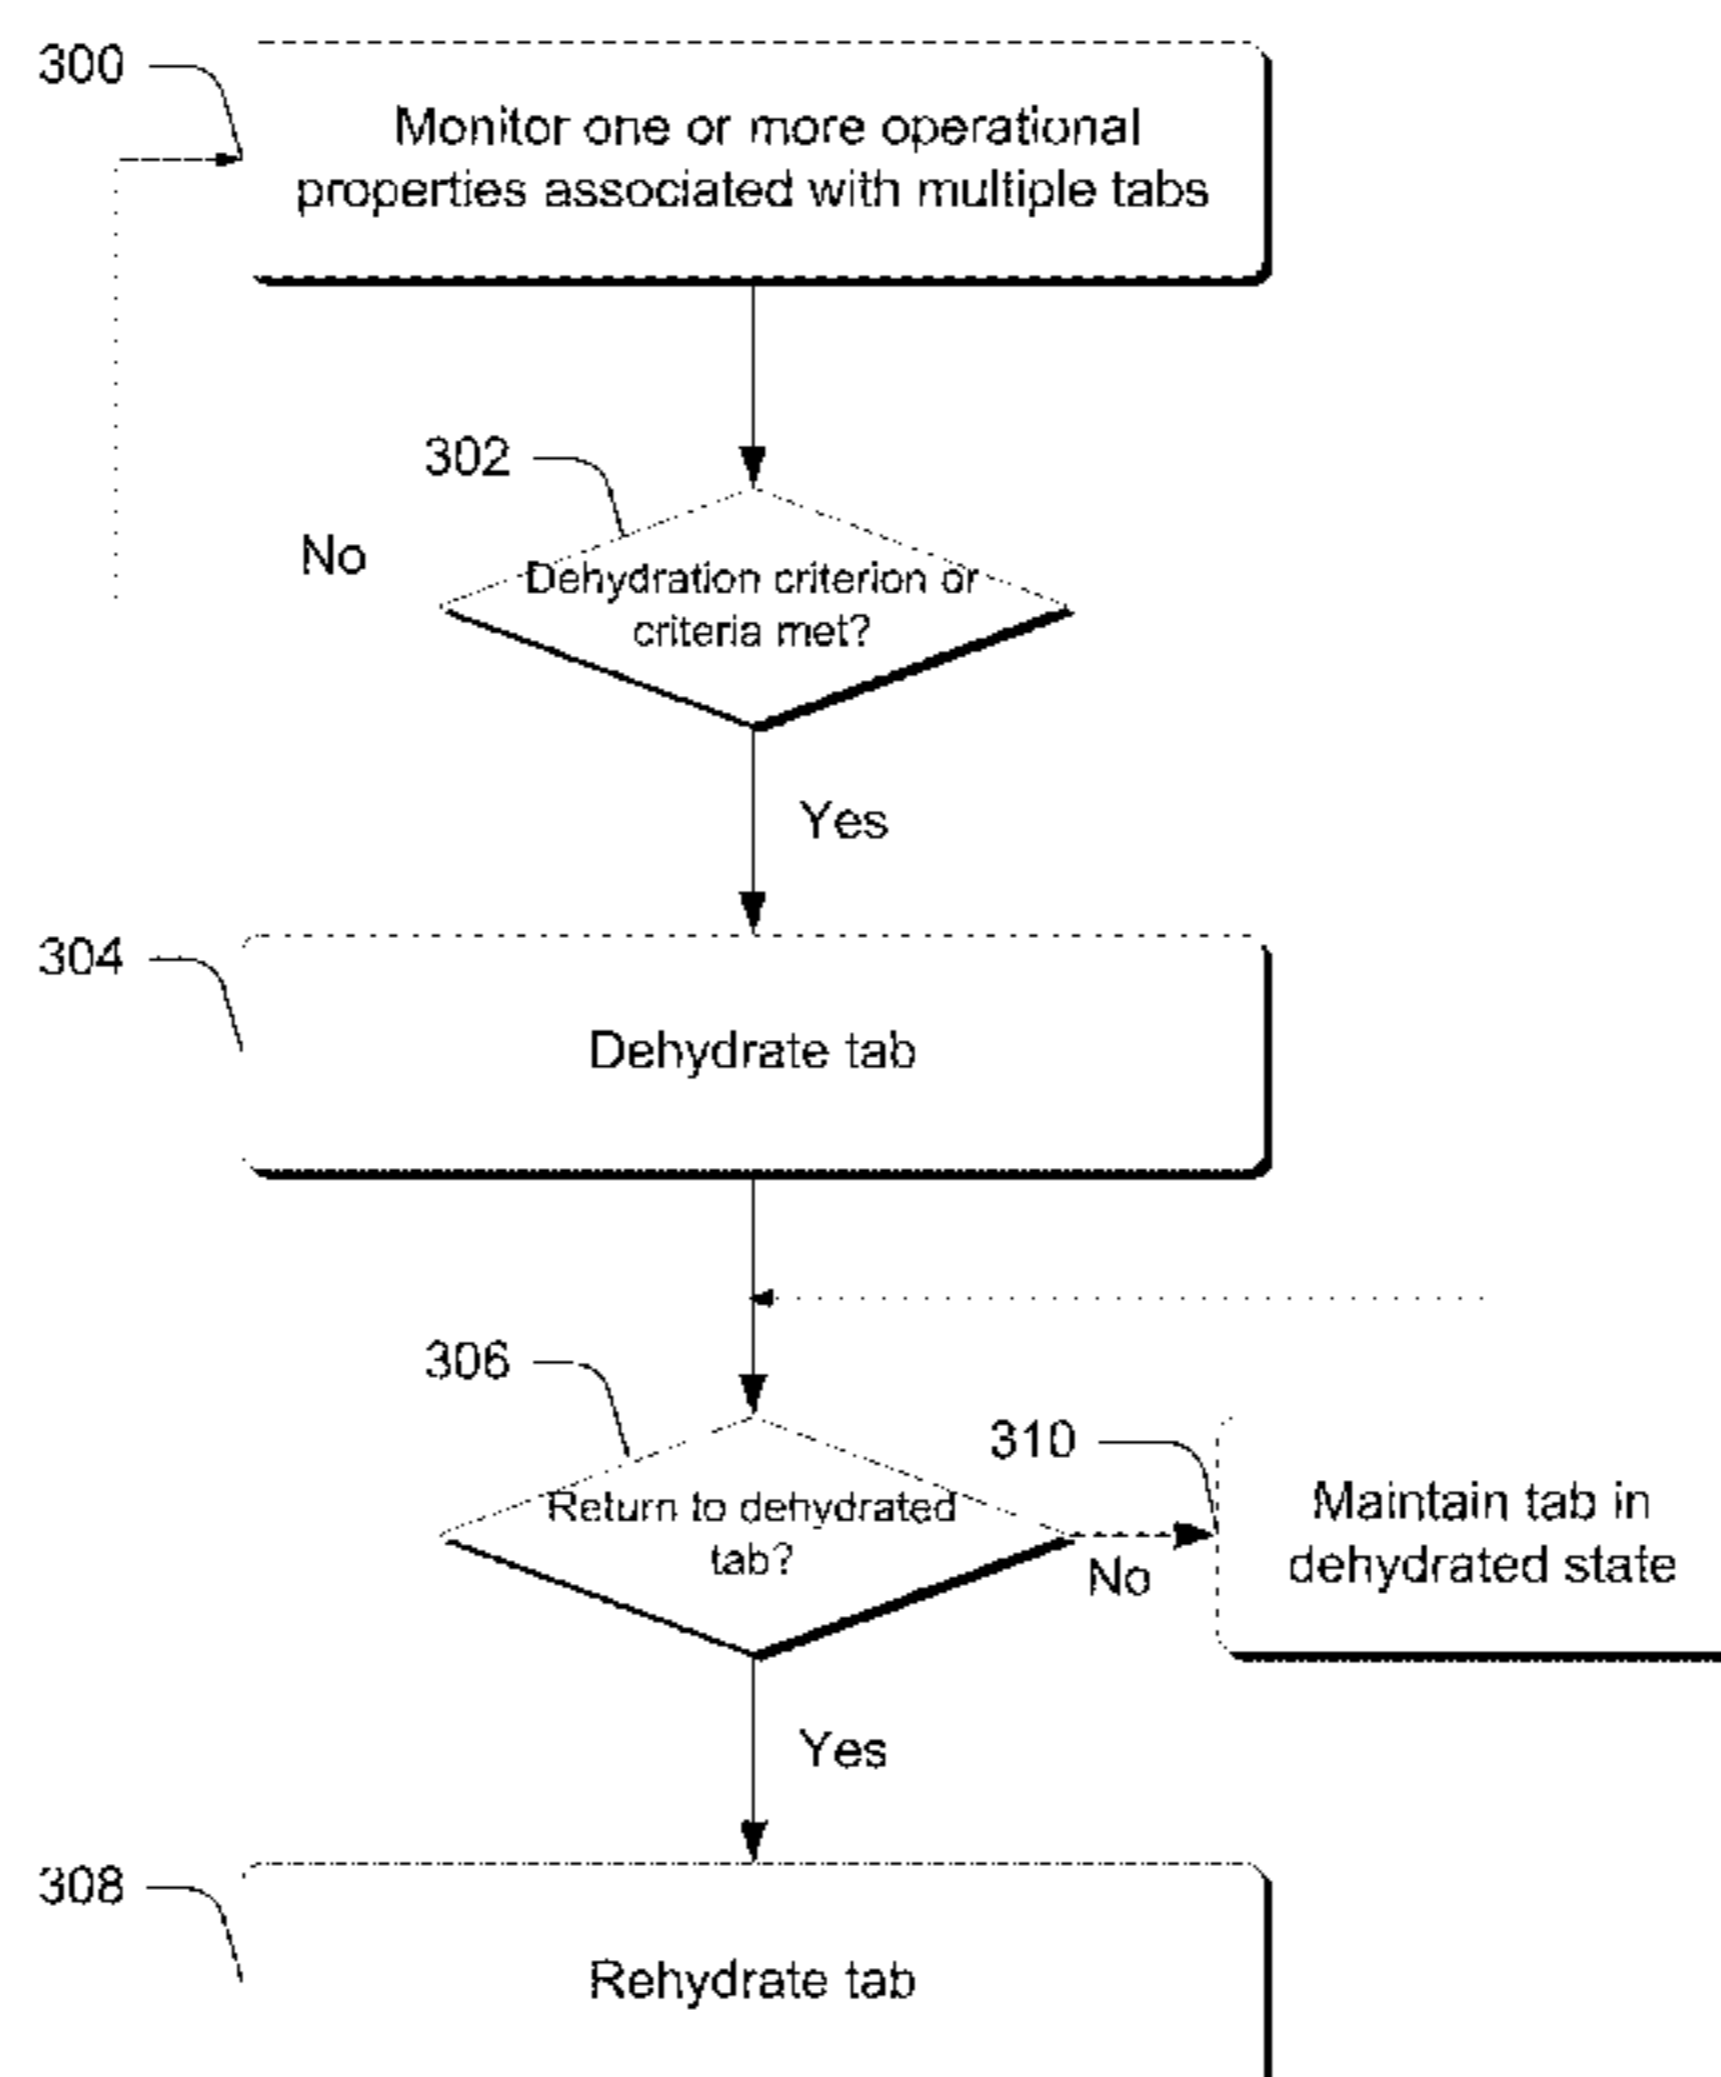 300
Monitor one or more operational
properties associated with multiple tabs
302
No
Dehydration criterion or
criteria met?
Yes
304
Dehydrate tab
306
310
Return to dehydrated
tab?
No
Maintain tab in
dehydrated state
Yes
308
Rehydrate tab